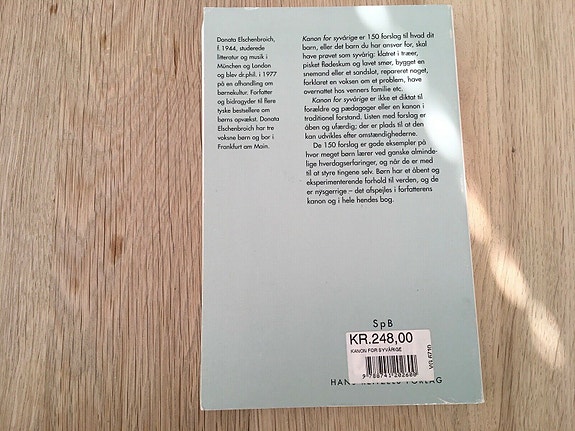 Donata Elschenbroich,
f.1944, studerede
litteratur og musik i
München og London
og blev dr.phil. i 1977
på en afhandling om
børnekultur. Forfatter
og bidragyder til flere
tyske bestsellere om
børns opvækst. Donata
Elschenbroich har tre
voksne børn og bor i
Frankfurt am Main.
Kanon for syvårige er 150 forslag til hvad dit
barn, eller det barn du har ansvar for, skal
have prøvet som syvårig: klatret i træer,
pisket flødeskum og lavet smør, bygget en
snemand eller et sandslot, repareret noget,
forklaret en voksen om et problem, have
overnattet hos venners familie etc.
Kanon for syvårige er ikke et diktat til
forældre og pædagoger eller en kanon i
traditionel forstand. Listen med forslag er
åben og ufærdig; der er plads til at den
kan udvikles efter omstændighederne.
De 150 forslag er gode eksempler på
hvor meget børn lærer ved ganske alminde-
lige hverdagserfaringer, og når de er med
til at styre tingene selv. Børn har et åbent og
eksperimenterende forhold til verden, og de
er nysgerrige – det afspejles i forfatterens
kanon og i hele hendes bog.
SpB
KR.248,00
KANON FOR SYVÅRIGE
9 788741 202600
VG 6710
HANS REITZELS FORLAG